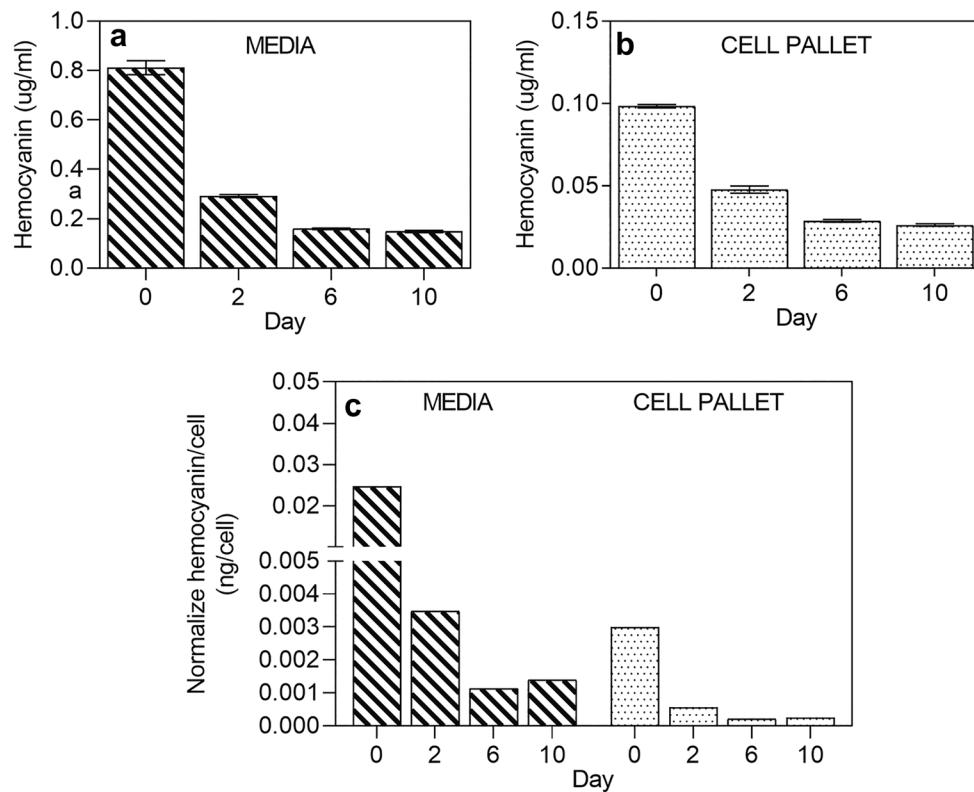 a
MEDIA
Hemocyanin (ug/ml)
a
1.0
0.8
0.6
0.4
0.2
0.0
0 2 6 10
Day
b
CELL PALLET
Hemocyanin (ug/ml)
0.15
0.10
0.05
0.00
0 2 6 10
Day
c
MEDIA CELL PALLET
Normalize hemocyanin/cell
(ng/cell)
0.05
0.04
0.03
0.02
0.005
0.004
0.003
0.002
0.001
0.000
0 2 6 10 0 2 6 10
Day